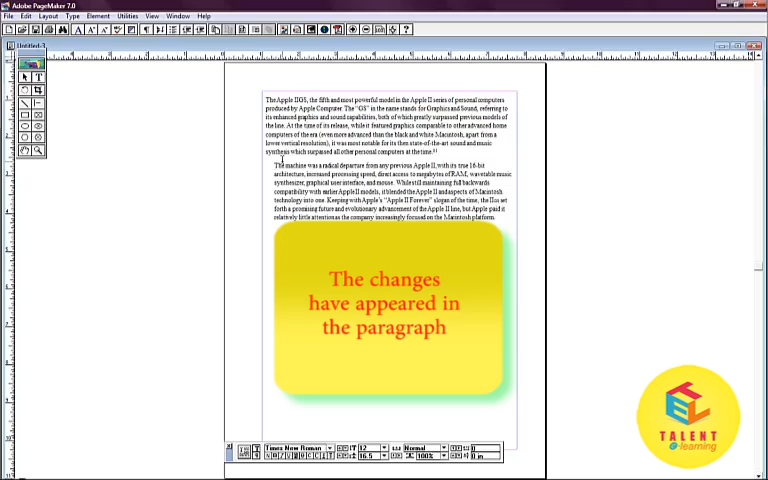 Adobe PageMaker 7.0
File Edit Layout Type Element Utilities View Window Help
Untitled-3
The Apple IIGS, the fifth and most powerful model in the Apple II series of personal computers
produced by Apple Computer. The "GS" in the name stands for Graphics and Sound, referring to
its enhanced graphics and sound capabilities, both of which greatly surpassed previous models of
the line. At the time of its release, while it featured graphics comparable to other advanced home
computers of the era (even more advanced than the black and white Macintosh, apart from a
lower vertical resolution), it was most notable for its then state-of-the-art sound and music
synthesis which surpassed all other personal computers at the time.
The machine was a radical departure from any previous Apple II, with its true 16-bit
architecture, increased processing speed, direct access to megabytes of RAM, wavetable music
synthesizer, graphical user interface, and mouse. While still maintaining full backwards
compatibility with earlier Apple II models, it blended the Apple II and aspects of Macintosh
technology into one. Keeping with Apple's "Apple II Forever" slogan of the time, the IIGS set
forth a promising future and evolutionary advancement of the Apple II line, but Apple paid it
relatively little attention as the company increasingly focused on the Macintosh platform.
The changes
have appeared in
the paragraph
TEL
TALENT
e-learning
Times New Roman 12 Normal 0
16.5 100% 0 in